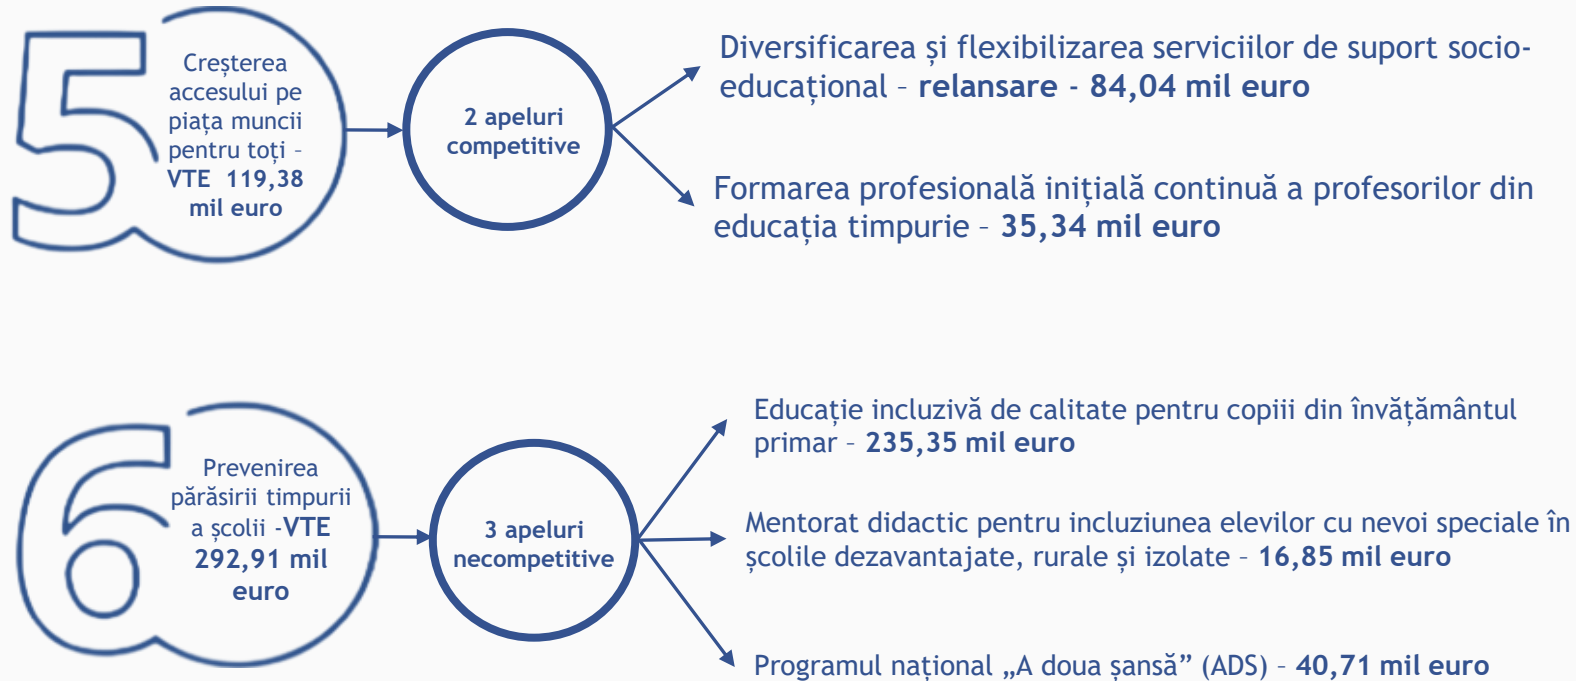 5
Creșterea
accesului pe
piața muncii
pentru toți –
VTE 119,38
mil euro
2 apeluri
competitive
Diversificarea și flexibilizarea serviciilor de suport socio-
educațional – relansare - 84,04 mil euro
Formarea profesională inițială continuă a profesorilor din
educația timpurie – 35,34 mil euro
6
Prevenirea
părăsirii timpurii
a școlii -VTE
292,91 mil
euro
3 apeluri
necompetitive
Educație incluzivă de calitate pentru copiii din învățământul
primar – 235,35 mil euro
Mentorat didactic pentru incluziunea elevilor cu nevoi speciale în
școlile dezavantajate, rurale și izolate – 16,85 mil euro
Programul național „A doua șansă” (ADS) – 40,71 mil euro